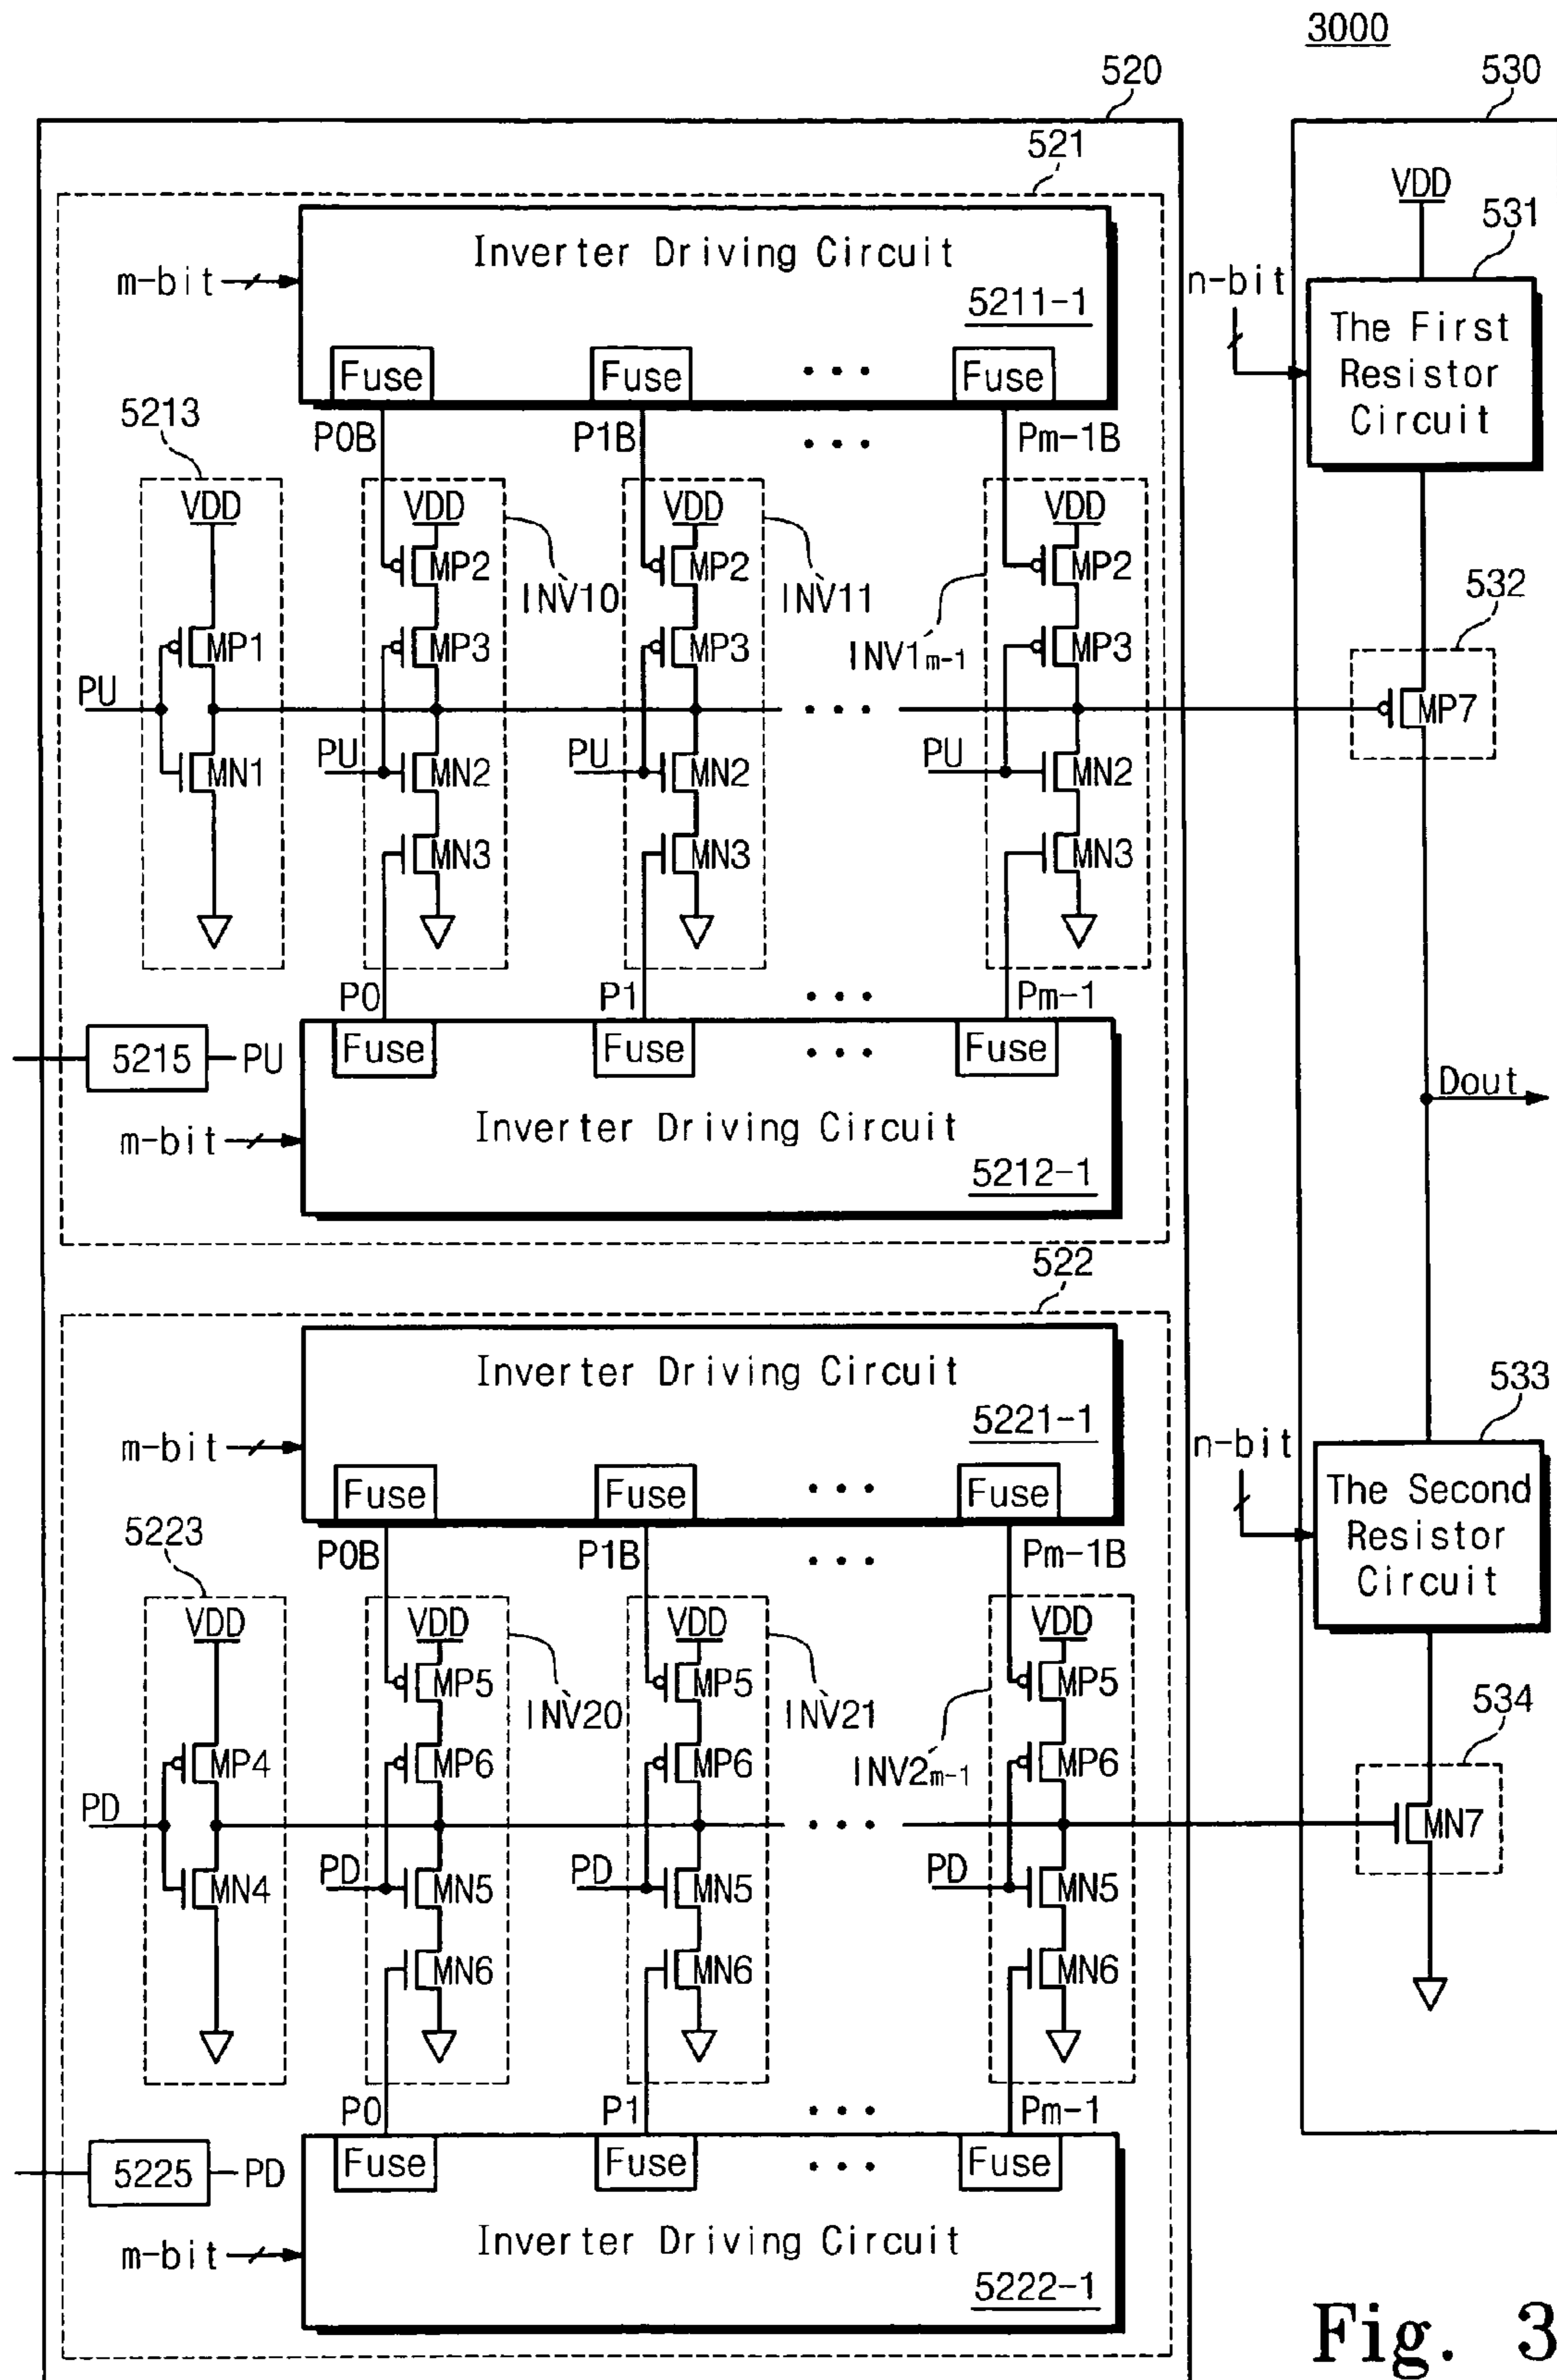 3000
520
530
521
VDD
531
Inverter Driving Circuit
m-bit
n-bit
5211-1
The First
Resistor
Circuit
Fuse Fuse ••• Fuse
5213
P0B P1B ••• Pm-1B
VDD VDD VDD VDD
MP2 MP2 MP2
INV10 INV11 INV1m-1
532
MP1 MP3 MP3 MP3
PU ••• MP7
PU PU PU
MN1 MN2 MN2 MN2
MN3 MN3 MN3
P0 P1 ••• Pm-1
5215 PU
Fuse Fuse ••• Fuse
Dout
m-bit
Inverter Driving Circuit
5212-1
522
Inverter Driving Circuit
533
m-bit
5221-1
n-bit
Fuse Fuse ••• Fuse
The Second
Resistor
Circuit
5223
P0B P1B ••• Pm-1B
VDD VDD VDD VDD
MP5 MP5 MP5
INV20 INV21 INV2m-1
534
MP4 MP6 MP6 MP6
PD ••• MN7
PD PD PD
MN4 MN5 MN5 MN5
MN6 MN6 MN6
P0 P1 ••• Pm-1
5225 PD
Fuse Fuse ••• Fuse
m-bit
Inverter Driving Circuit
5222-1
Fig. 3